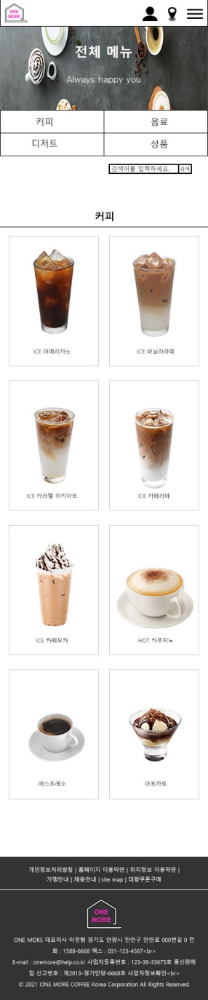 ONE
MORE
전체 메뉴
Always happy you
커피
음료
디저트
상품
검색어를 입력하세요.
검색
커피
ICE 아메리카노
ICE 바닐라라떼
ICE 카라멜 마키아또
ICE 카페라떼
ICE 카페모카
HOT 카푸치노
에스프레소
아포카토
개인정보처리방침 | 홈페이지 이용약관 | 위치정보 이용약관 |
가맹안내 | 채용안내 | site map | 대량쿠폰구매
ONE
MORE
ONE MORE 대표이사 이민형 경기도 안양시 만안구 만안로 000번길 0 전
화 : 1588-6668 팩스 : 031-123-4567<br>
E-mail : onemore@help.co.kr 사업자등록번호 : 123-38-33675호 통신판매
업 신고번호 : 제2013-경기안양-6668호 사업자정보확인<br>
© 2021 ONE MORE COFFEE Korea Corporation All Rights Reserved.